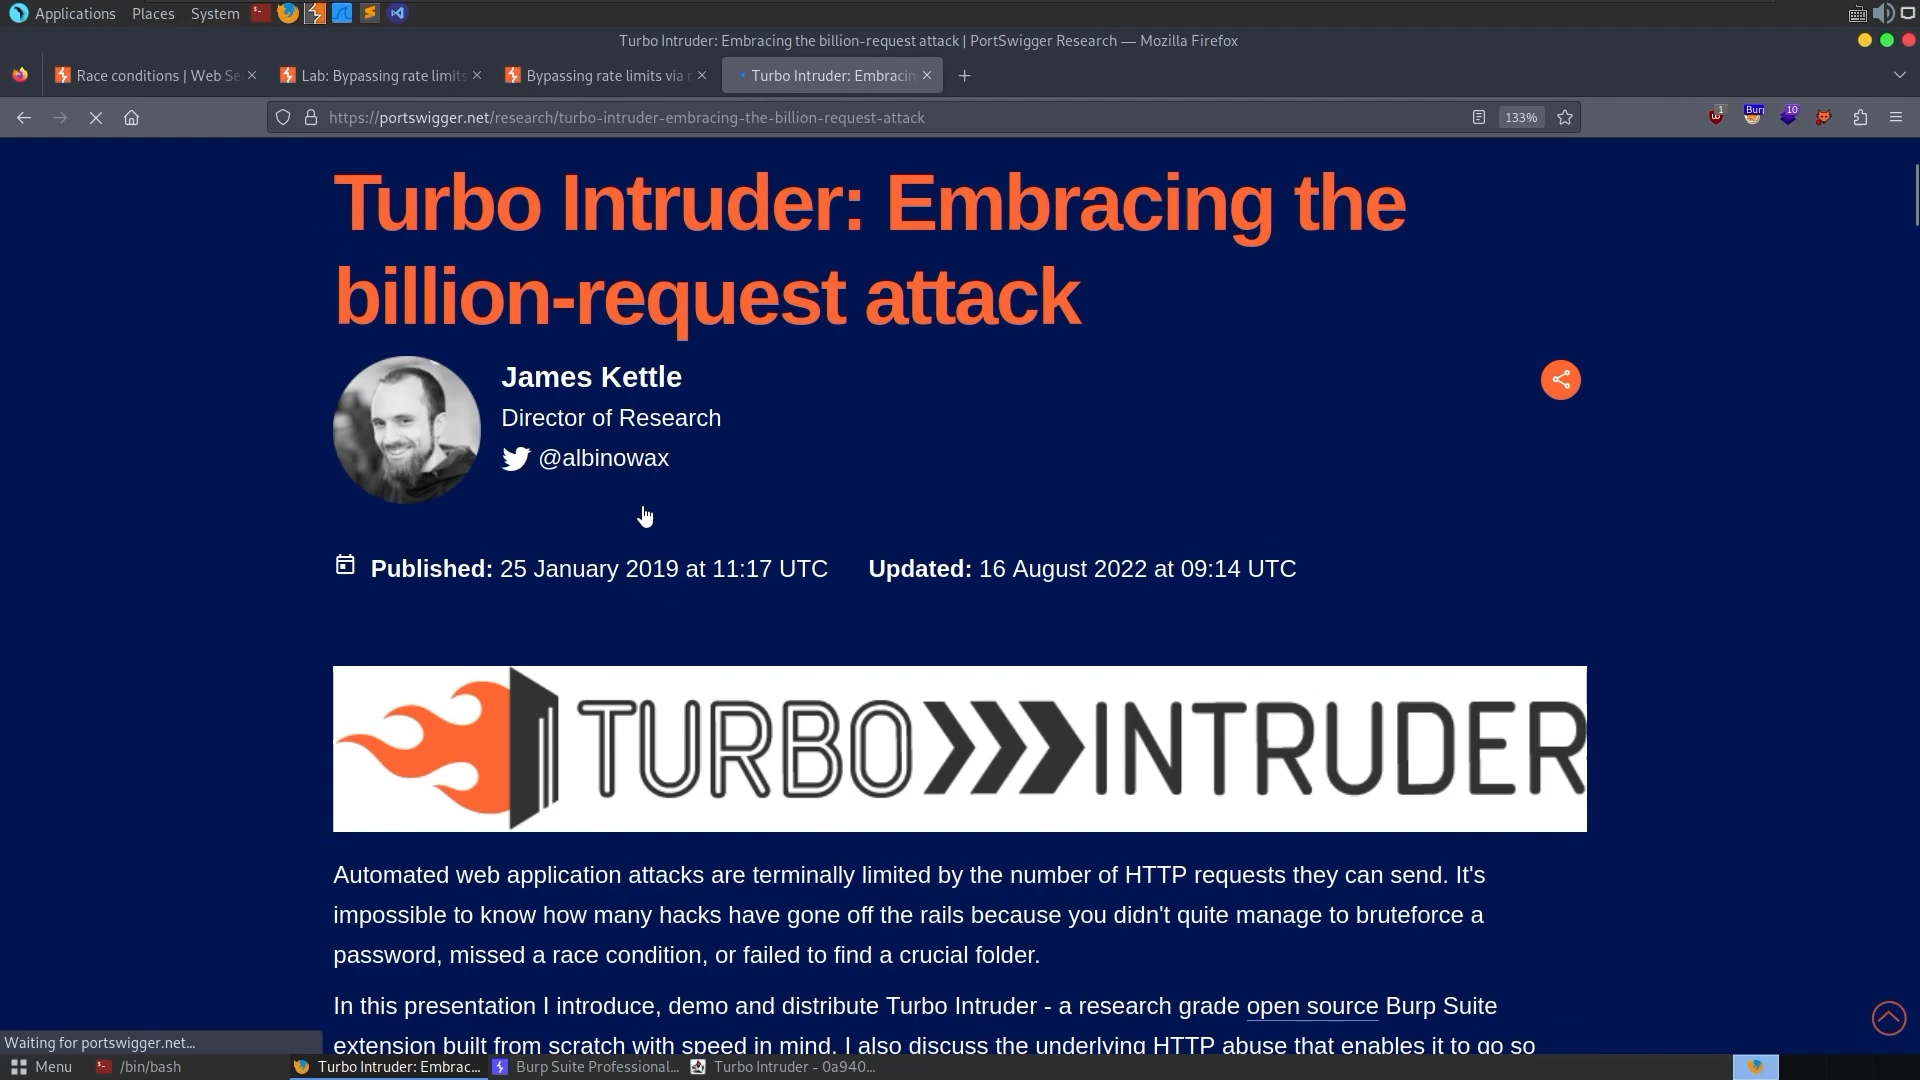 Applications Places System
Turbo Intruder: Embracing the billion-request attack | PortSwigger Research — Mozilla Firefox
Race conditions | Web Se
Lab: Bypassing rate limits
Bypassing rate limits via
Turbo Intruder: Embracin
1
Burp
10
https://portswigger.net/research/turbo-intruder-embracing-the-billion-request-attack
133%
Turbo Intruder: Embracing the
billion-request attack
James Kettle
Director of Research
@albinowax
Published: 25 January 2019 at 11:17 UTC Updated: 16 August 2022 at 09:14 UTC
TURBO INTRUDER
Automated web application attacks are terminally limited by the number of HTTP requests they can send. It's
impossible to know how many hacks have gone off the rails because you didn't quite manage to bruteforce a
password, missed a race condition, or failed to find a crucial folder.
In this presentation I introduce, demo and distribute Turbo Intruder - a research grade open source Burp Suite
extension built from scratch with speed in mind. I also discuss the underlying HTTP abuse that enables it to go so
Waiting for portswigger.net...
Menu /bin/bash Turbo Intruder: Embrac... Burp Suite Professional... Turbo Intruder - 0a940...